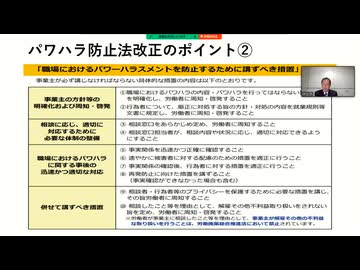 パワハラ防止法改正のポイント②
「職場におけるパワーハラスメントを防止するために講ずべき措置」
事業主が必ず講じなければならない具体的な措置の内容は以下のとおりです。
事業主の方針等の
明確化および周知・啓発
①職場におけるパワハラの内容・パワハラを行ってはならない
を明確化し、労働者に周知・啓発すること
②行為者について、厳正に対処する旨の方針・対処の内容を就業規則等
文書に規定し、労働者に周知・啓発すること
相談に応じ、適切に
対応するために
必要な体制の整備
③相談窓口をあらかじめ定め、労働者に周知すること
④相談窓口担当者が、相談内容や状況に応じ、適切に対応できるよう
にすること
職場におけるパワハラ
に関する事後の
迅速かつ適切な対応
⑤事実関係を迅速かつ正確に確認すること
⑥速やかに被害者に対する配慮のための措置を適正に行うこと
⑦事実関係の確認後、行為者に対する措置を適正に行うこと
⑧再発防止に向けた措置を講ずること
（事実確認ができなかった場合も含む）
併せて講ずべき措置
⑨相談者・行為者等のプライバシーを保護するために必要な措置を講じ、
その旨労働者に周知すること
⑩相談したこと等を理由として、解雇その他不利益取り扱いをされない
旨を定め、労働者に周知・啓発すること
※労働者が事業主に相談したこと等を理由として、事業主が解雇その他の不利益
な取り扱いを行うことは、労働施策総合推進法において禁止されています。